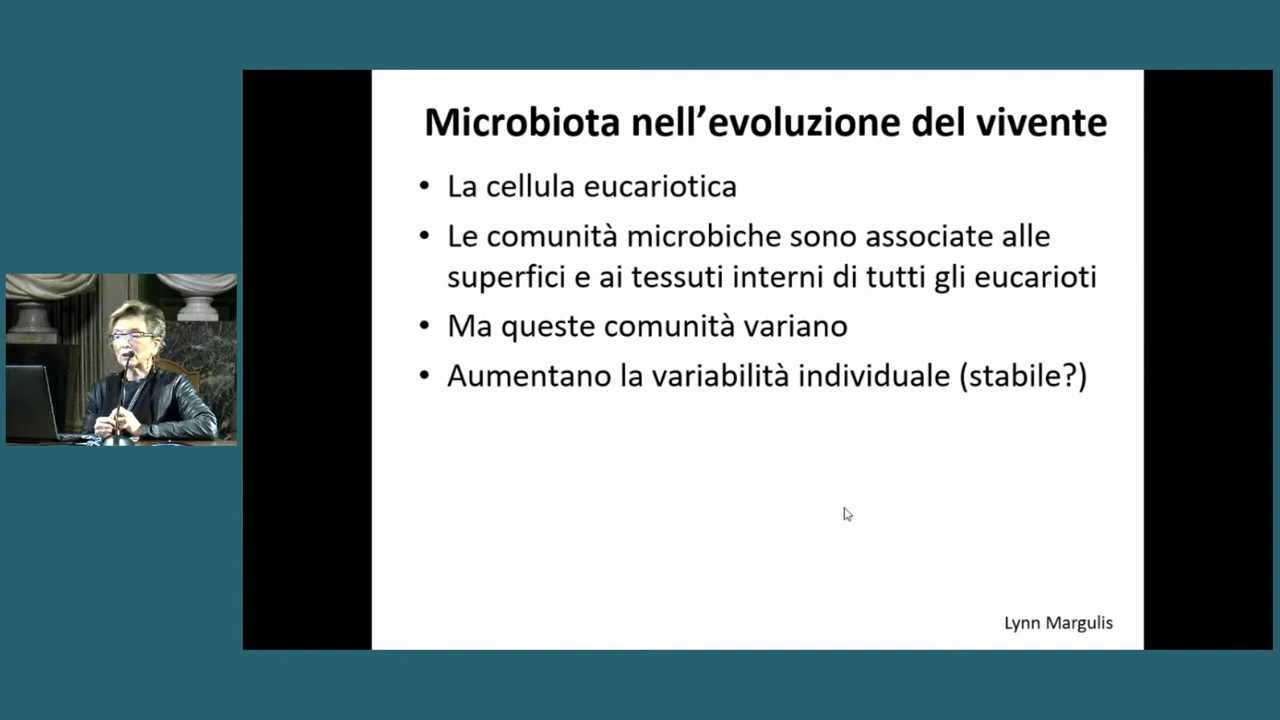 Microbiota nell’evoluzione del vivente
• La cellula eucariotica
• Le comunità microbiche sono associate alle
superfici e ai tessuti interni di tutti gli eucarioti
• Ma queste comunità variano
• Aumentano la variabilità individuale (stabile?)
Lynn Margulis